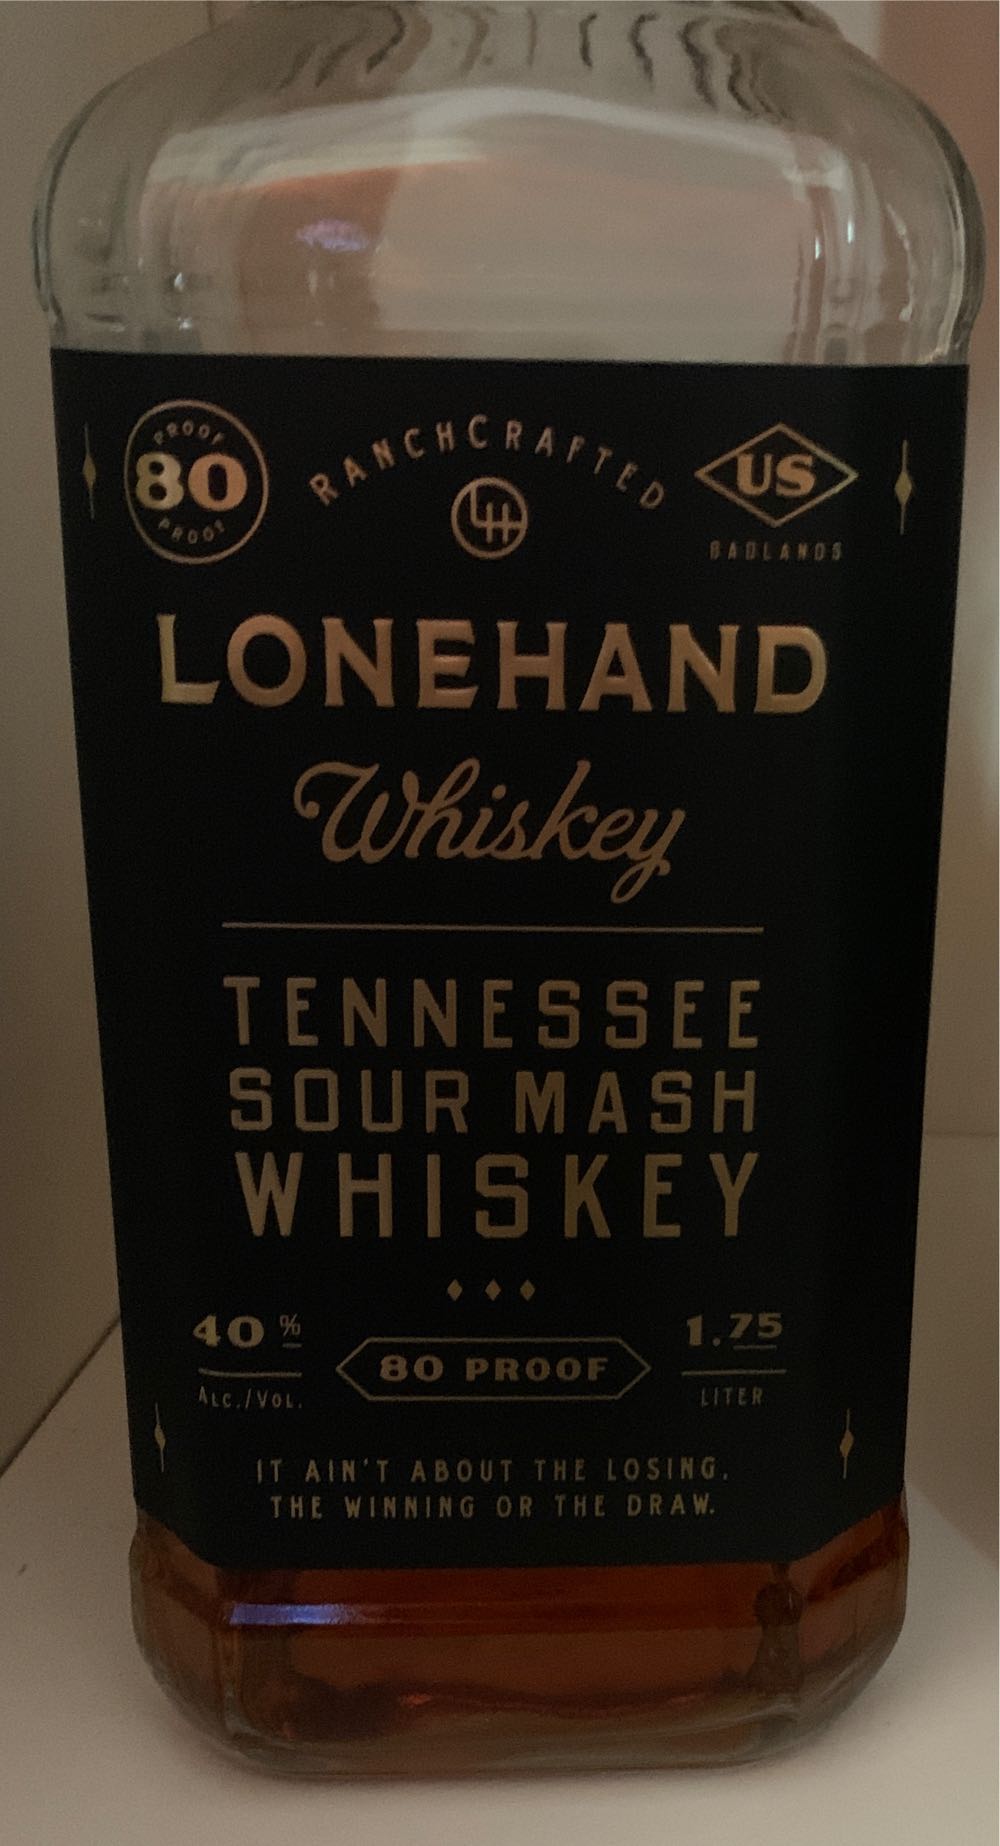 PROOF
80
PROOF
RANCHCRAFTED
LH
US
BADLANDS
LONEHAND
Whiskey
TENNESSEE
SOUR MASH
WHISKEY
40 %
ALC./VOL.
80 PROOF
1.75
LITER
IT AIN'T ABOUT THE LOSING,
THE WINNING OR THE DRAW.